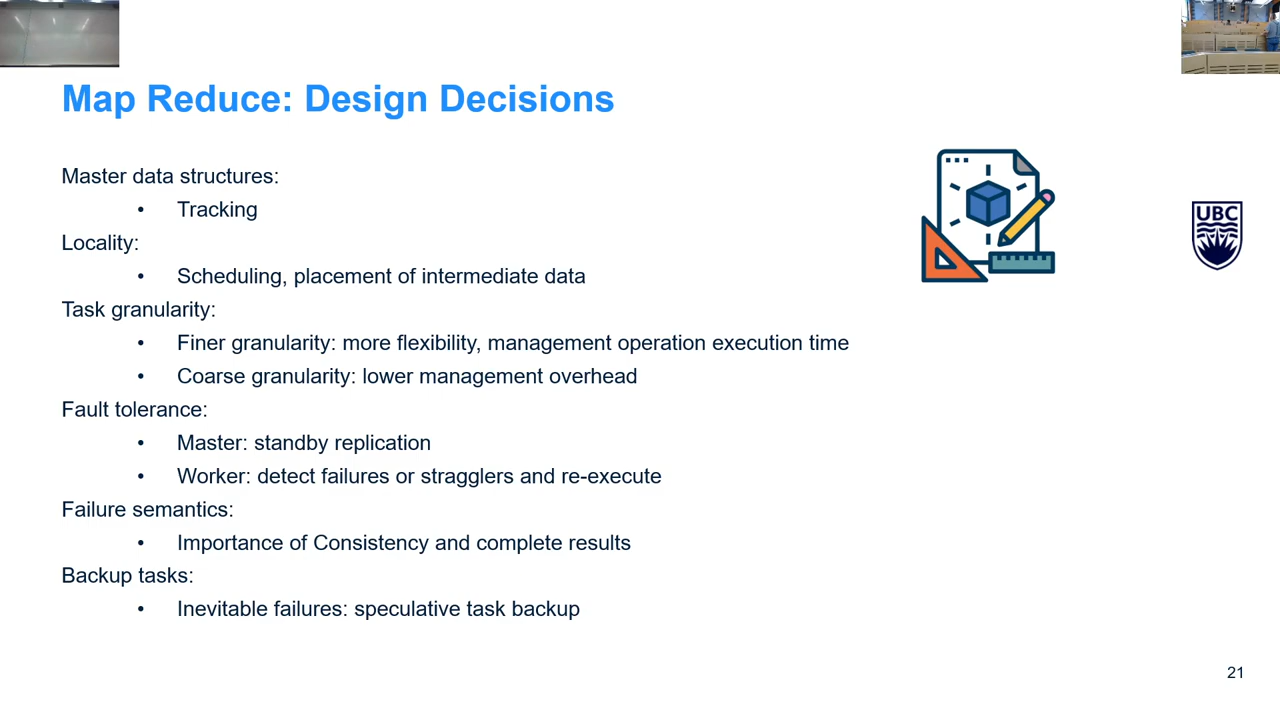 Map Reduce: Design Decisions
Master data structures:
• Tracking
Locality:
• Scheduling, placement of intermediate data
Task granularity:
• Finer granularity: more flexibility, management operation execution time
• Coarse granularity: lower management overhead
Fault tolerance:
• Master: standby replication
• Worker: detect failures or stragglers and re-execute
Failure semantics:
• Importance of Consistency and complete results
Backup tasks:
• Inevitable failures: speculative task backup
UBC
21